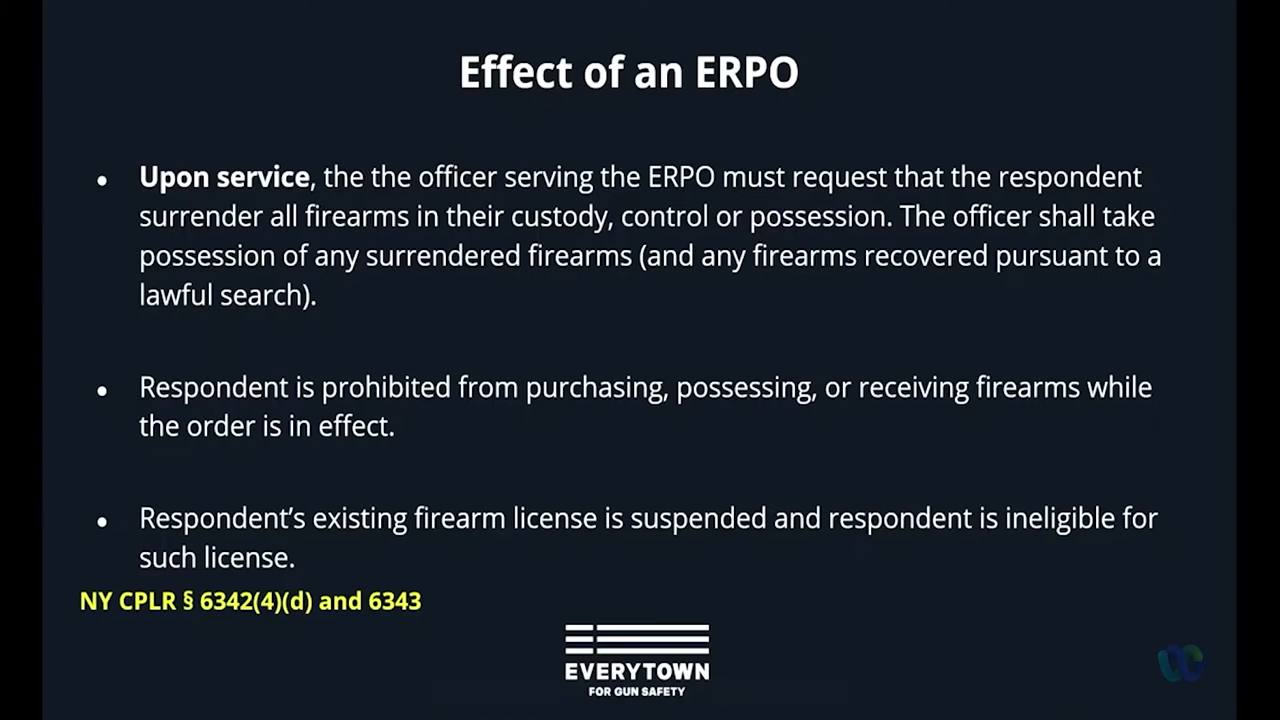 Effect of an ERPO
• Upon service, the the officer serving the ERPO must request that the respondent
surrender all firearms in their custody, control or possession. The officer shall take
possession of any surrendered firearms (and any firearms recovered pursuant to a
lawful search).
• Respondent is prohibited from purchasing, possessing, or receiving firearms while
the order is in effect.
• Respondent’s existing firearm license is suspended and respondent is ineligible for
such license.
NY CPLR § 6342(4)(d) and 6343
EVERYTOWN
FOR GUN SAFETY